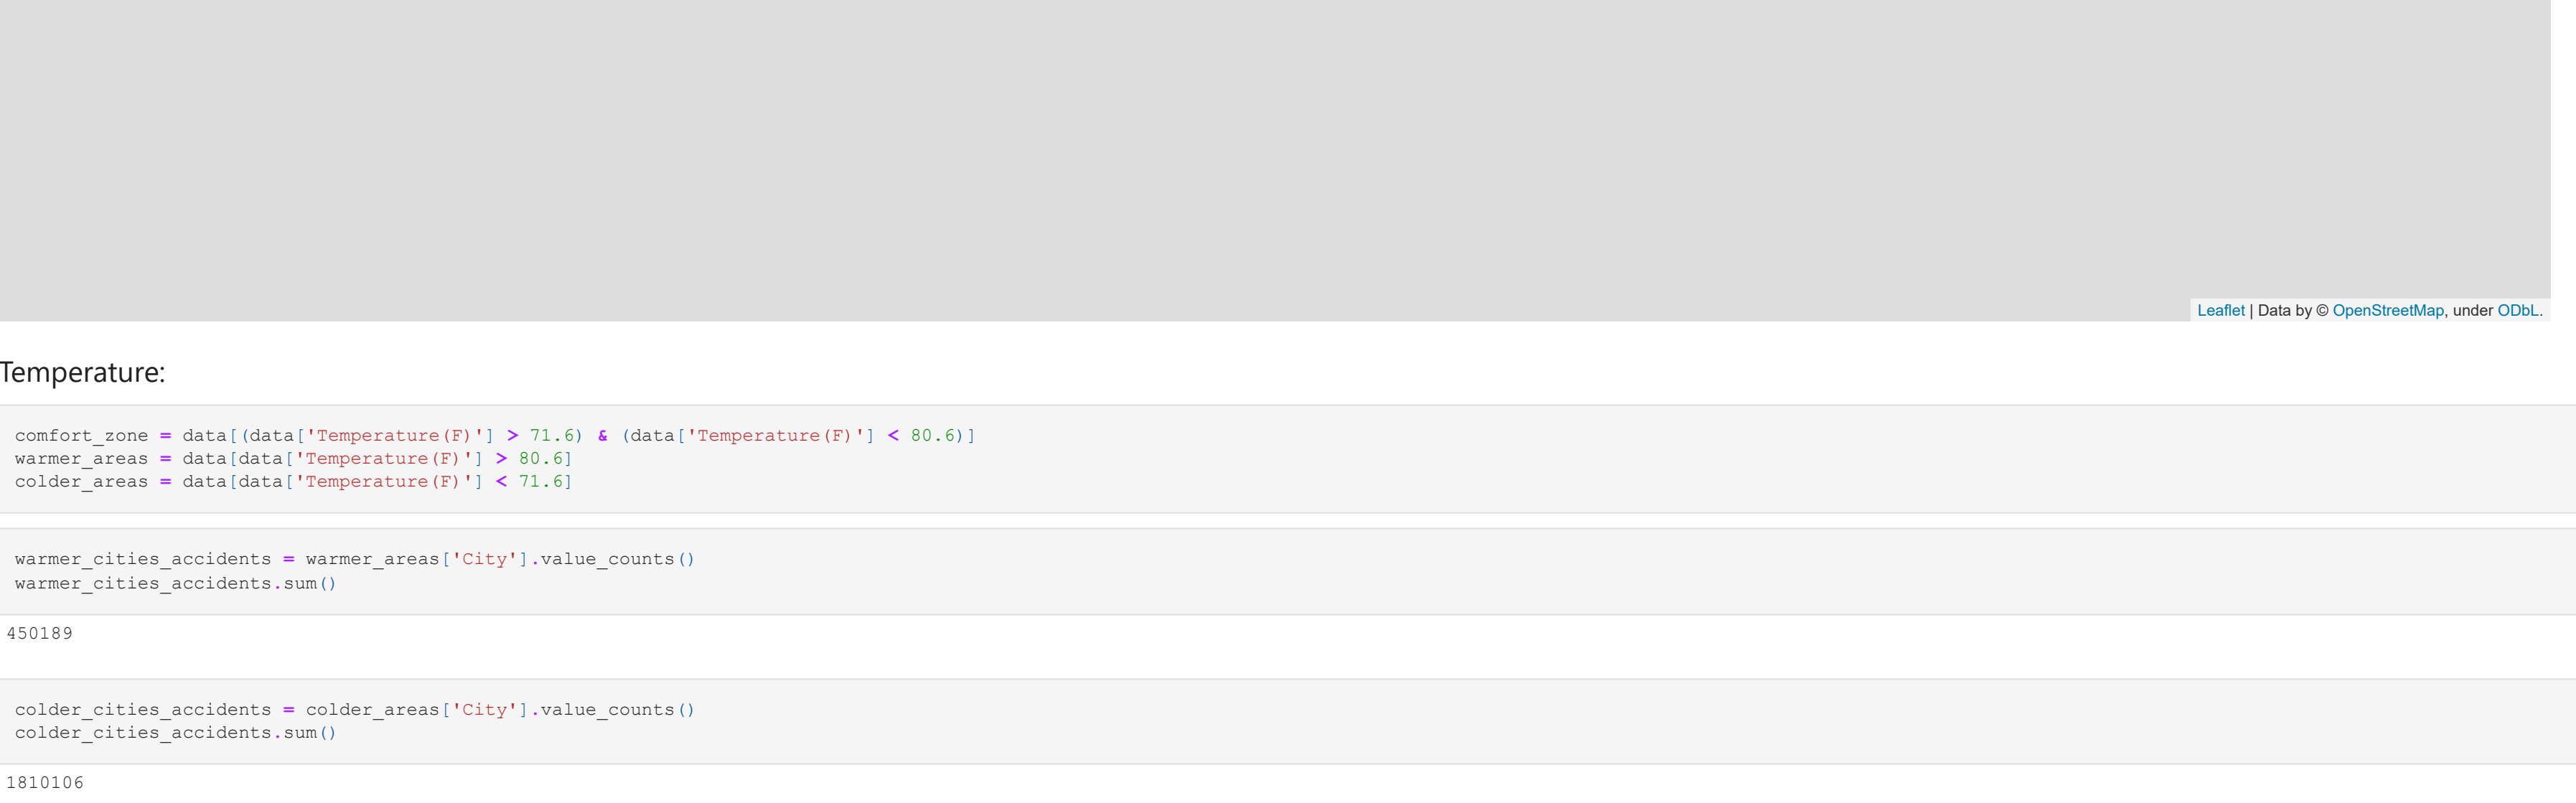 Leaflet | Data by © OpenStreetMap, under ODbL.
Temperature:
comfort_zone = data[(data['Temperature(F)'] > 71.6) & (data['Temperature(F)'] < 80.6)]
warmer_areas = data[data['Temperature(F)'] > 80.6]
colder_areas = data[data['Temperature(F)'] < 71.6]
warmer_cities_accidents = warmer_areas['City'].value_counts()
warmer_cities_accidents.sum()
450189
colder_cities_accidents = colder_areas['City'].value_counts()
colder_cities_accidents.sum()
1810106